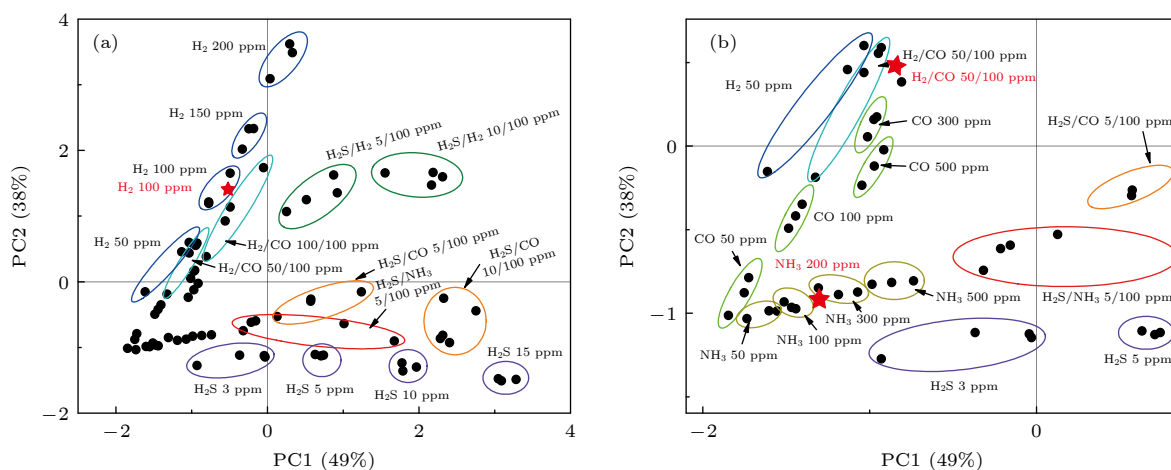 (a)
H₂ 200 ppm
H₂ 150 ppm
H₂ 100 ppm
H₂ 100 ppm
H₂ 50 ppm
H₂S/H₂ 5/100 ppm
H₂S/H₂ 10/100 ppm
H₂/CO 100/100 ppm
H₂/CO 50/100 ppm
H₂S/CO 5/100 ppm
H₂S/NH₃
5/100 ppm
H₂S/CO
10/100 ppm
H₂S 3 ppm
H₂S 5 ppm
H₂S 10 ppm
H₂S 15 ppm
4
2
0
−2
−2
0
2
4
PC2 (38%)
PC1 (49%)
(b)
H₂ 50 ppm
H₂/CO 50/100 ppm
H₂/CO 50/100 ppm
CO 300 ppm
CO 500 ppm
H₂S/CO 5/100 ppm
CO 100 ppm
CO 50 ppm
NH₃ 200 ppm
NH₃ 500 ppm
H₂S/NH₃ 5/100 ppm
NH₃ 300 ppm
NH₃ 100 ppm
NH₃ 50 ppm
H₂S 3 ppm
H₂S 5 ppm
0
−1
−2
−1
0
PC2 (38%)
PC1 (49%)